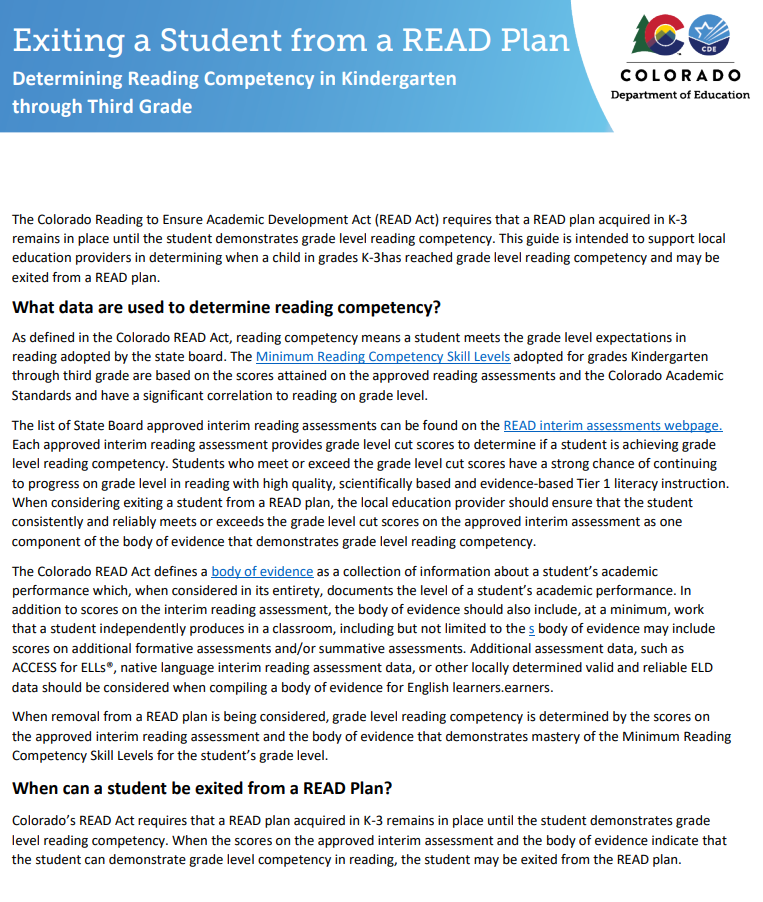 Exiting a Student from a READ Plan
Determining Reading Competency in Kindergarten
through Third Grade
CDE
COLORADO
Department of Education
The Colorado Reading to Ensure Academic Development Act (READ Act) requires that a READ plan acquired in K-3
remains in place until the student demonstrates grade level reading competency. This guide is intended to support local
education providers in determining when a child in grades K-3has reached grade level reading competency and may be
exited from a READ plan.
What data are used to determine reading competency?
As defined in the Colorado READ Act, reading competency means a student meets the grade level expectations in
reading adopted by the state board. The Minimum Reading Competency Skill Levels adopted for grades Kindergarten
through third grade are based on the scores attained on the approved reading assessments and the Colorado Academic
Standards and have a significant correlation to reading on grade level.
The list of State Board approved interim reading assessments can be found on the READ interim assessments webpage.
Each approved interim reading assessment provides grade level cut scores to determine if a student is achieving grade
level reading competency. Students who meet or exceed the grade level cut scores have a strong chance of continuing
to progress on grade level in reading with high quality, scientifically based and evidence-based Tier 1 literacy instruction.
When considering exiting a student from a READ plan, the local education provider should ensure that the student
consistently and reliably meets or exceeds the grade level cut scores on the approved interim assessment as one
component of the body of evidence that demonstrates grade level reading competency.
The Colorado READ Act defines a body of evidence as a collection of information about a student's academic
performance which, when considered in its entirety, documents the level of a student's academic performance. In
addition to scores on the interim reading assessment, the body of evidence should also include, at a minimum, work
that a student independently produces in a classroom, including but not limited to the s body of evidence may include
scores on additional formative assessments and/or summative assessments. Additional assessment data, such as
ACCESS for ELLs®, native language interim reading assessment data, or other locally determined valid and reliable ELD
data should be considered when compiling a body of evidence for English learners.earners.
When removal from a READ plan is being considered, grade level reading competency is determined by the scores on
the approved interim reading assessment and the body of evidence that demonstrates mastery of the Minimum Reading
Competency Skill Levels for the student's grade level.
When can a student be exited from a READ Plan?
Colorado's READ Act requires that a READ plan acquired in K-3 remains in place until the student demonstrates grade
level reading competency. When the scores on the approved interim assessment and the body of evidence indicate that
the student can demonstrate grade level competency in reading, the student may be exited from the READ plan.